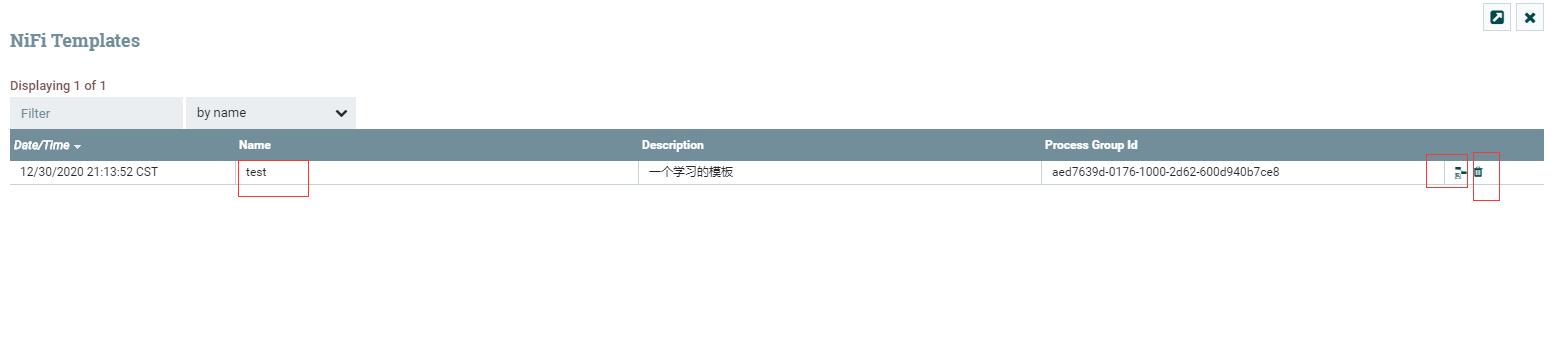 NiFi Templates
Displaying 1 of 1
Filter by name
Date/Time Name Description Process Group Id
12/30/2020 21:13:52 CST test 一个学习的模板 aed7639d-0176-1000-2d62-600d940b7ce8